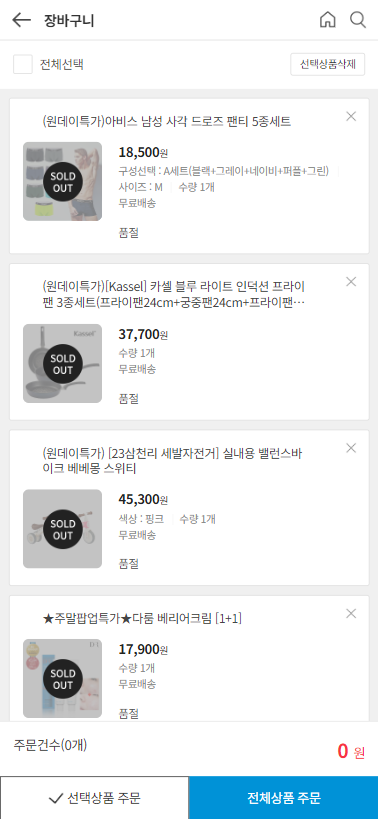 장바구니
전체선택
선택상품삭제
(원데이특가)아비스 남성 사각 드로즈 팬티 5종세트
SOLD
OUT
18,500원
구성선택 : A세트(블랙+그레이+네이비+퍼플+그린)
사이즈 : M 수량 1개
무료배송
품절
(원데이특가)[Kassel] 카셀 블루 라이트 인덕션 프라이
팬 3종세트(프라이팬24cm+궁중팬24cm+프라이팬…
Kassel
SOLD
OUT
37,700원
수량 1개
무료배송
품절
(원데이특가) [23삼천리 세발자전거] 실내용 밸런스바
이크 베베몽 스위티
SOLD
OUT
45,300원
색상 : 핑크 수량 1개
무료배송
품절
★주말팝업특가★다룸 베리어크림 [1+1]
SOLD
OUT
17,900원
수량 1개
무료배송
품절
주문건수(0개)
0 원
선택상품 주문
전체상품 주문